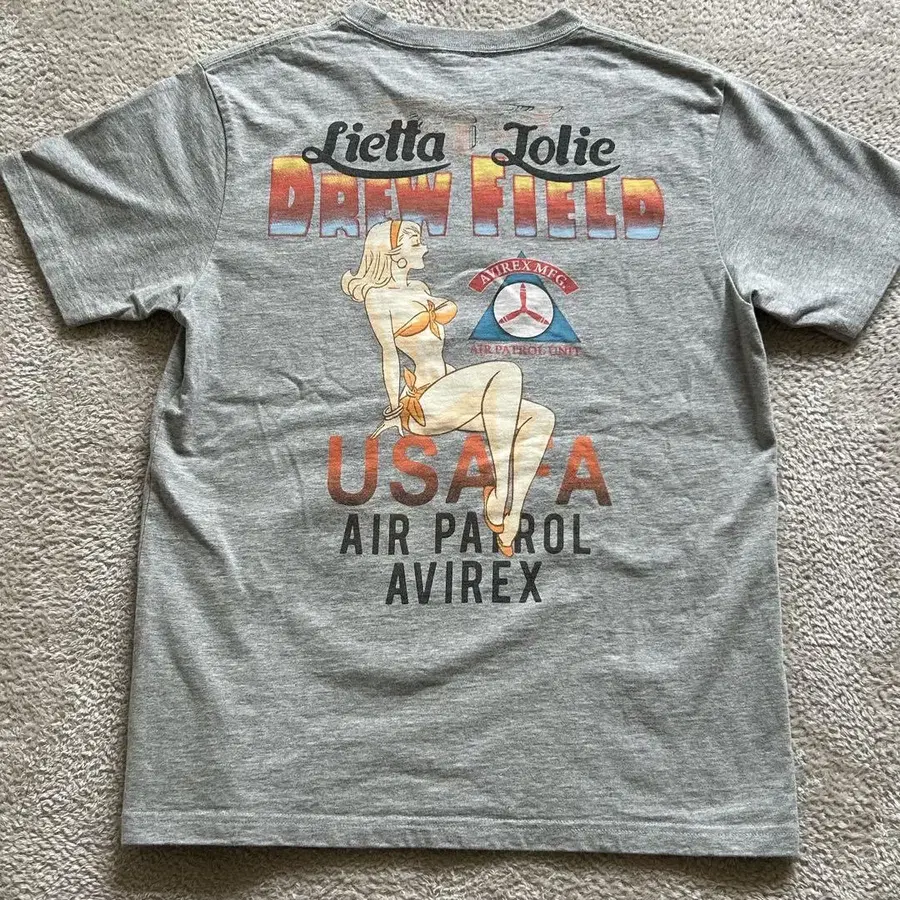 Lietta Jolie
DREW FIELD
AVIREX MFG.
AIR PATROL UNIT
USAFA
AIR PATROL
AVIREX